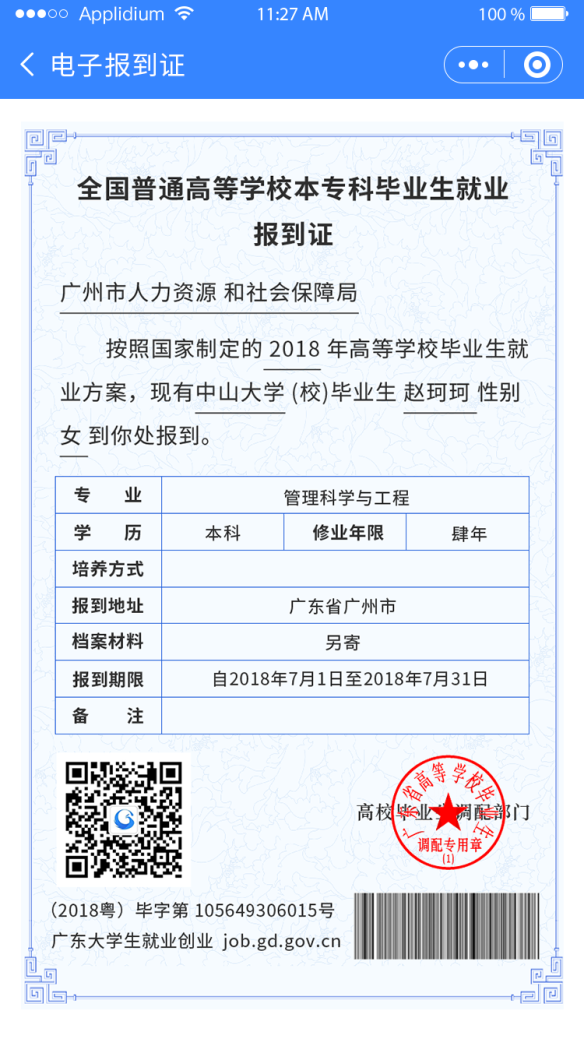 Applidium 11:27 AM 100 %
电子报到证
全国普通高等学校本专科毕业生就业
报到证
广州市人力资源 和社会保障局
按照国家制定的 2018 年高等学校毕业生就
业方案，现有中山大学 (校)毕业生 赵珂珂 性别
女 到你处报到。
专 业 管理科学与工程
学 历 本科 修业年限 肆年
培养方式
报到地址 广东省广州市
档案材料 另寄
报到期限 自2018年7月1日至2018年7月31日
备 注
广东省高等学校毕业生
高校毕业生调配部门
调配专用章
(1)
（2018粤）毕字第 105649306015号
广东大学生就业创业 job.gd.gov.cn